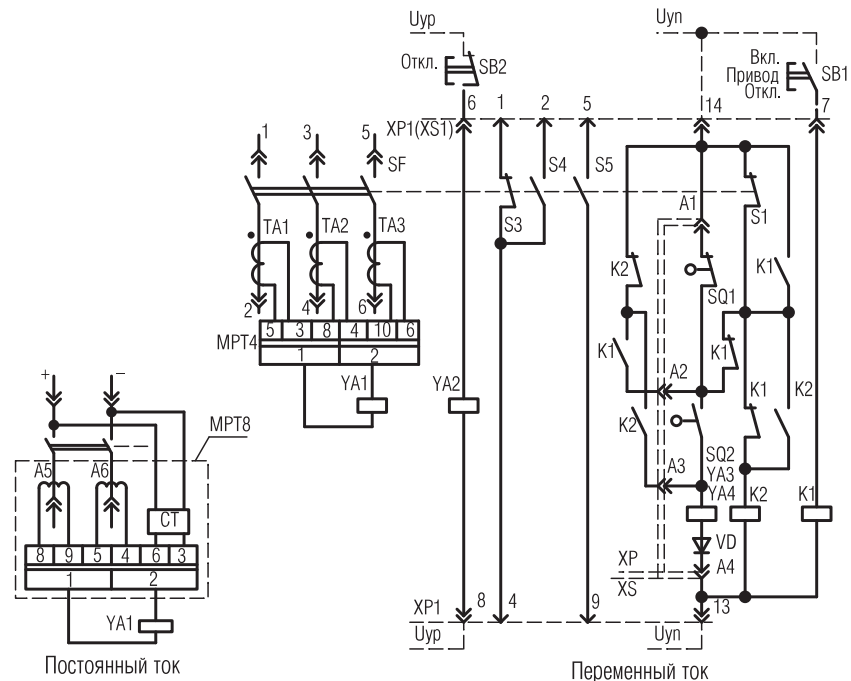 Uyp
Uyn
Откл.
SB2
Вкл.
Привод
Откл.
SB1
6 1 2 5 14 7
XP1(XS1)
1 3 5
SF
S4
S5
A1
S3
S1
TA1 TA2 TA3
K2
SQ1
K1
2 4 6
MPT4
5 3 8 4 10 6
1 2
K1
K1
A2
YA1
YA2
K1
K2
+ –
K2
MPT8
SQ2
A3
YA3
YA4
A5 A6
K2
K1
CT
VD
8 9 5 4 6 3
XP
A4
XS
1 2
XP1
8 4 9 13
YA1
Uyp
Uyn
Постоянный ток
Переменный ток